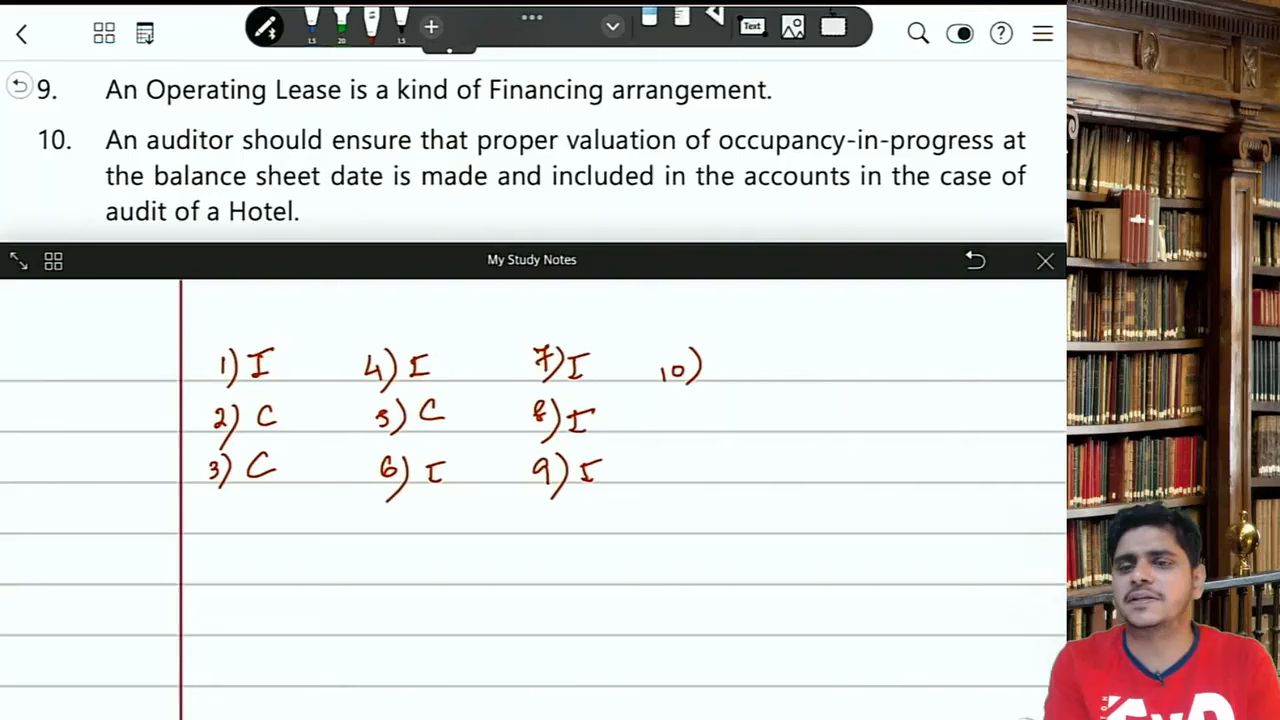 Text
9. An Operating Lease is a kind of Financing arrangement.
10. An auditor should ensure that proper valuation of occupancy-in-progress at
the balance sheet date is made and included in the accounts in the case of
audit of a Hotel.
My Study Notes
1) I 4) I 7) I 10)
2) C 5) C 8) I
3) C 6) I 9) I